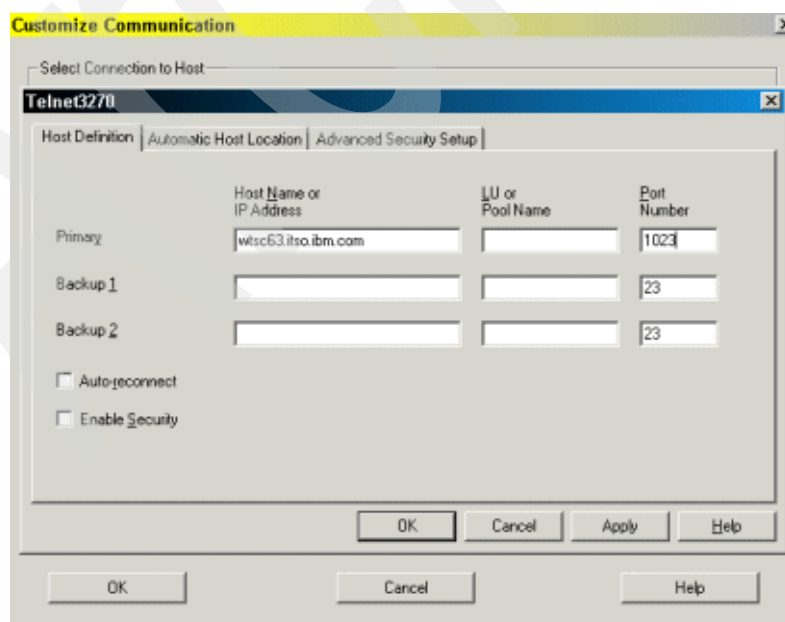 Customize Communication
Select Connection to Host
Telnet3270
Host Definition Automatic Host Location Advanced Security Setup
Host Name or IP Address LU or Pool Name Port Number
Primary wtsc63.itso.ibm.com 1023
Backup 1 23
Backup 2 23
Auto-reconnect
Enable Security
OK Cancel Apply Help
OK Cancel Help